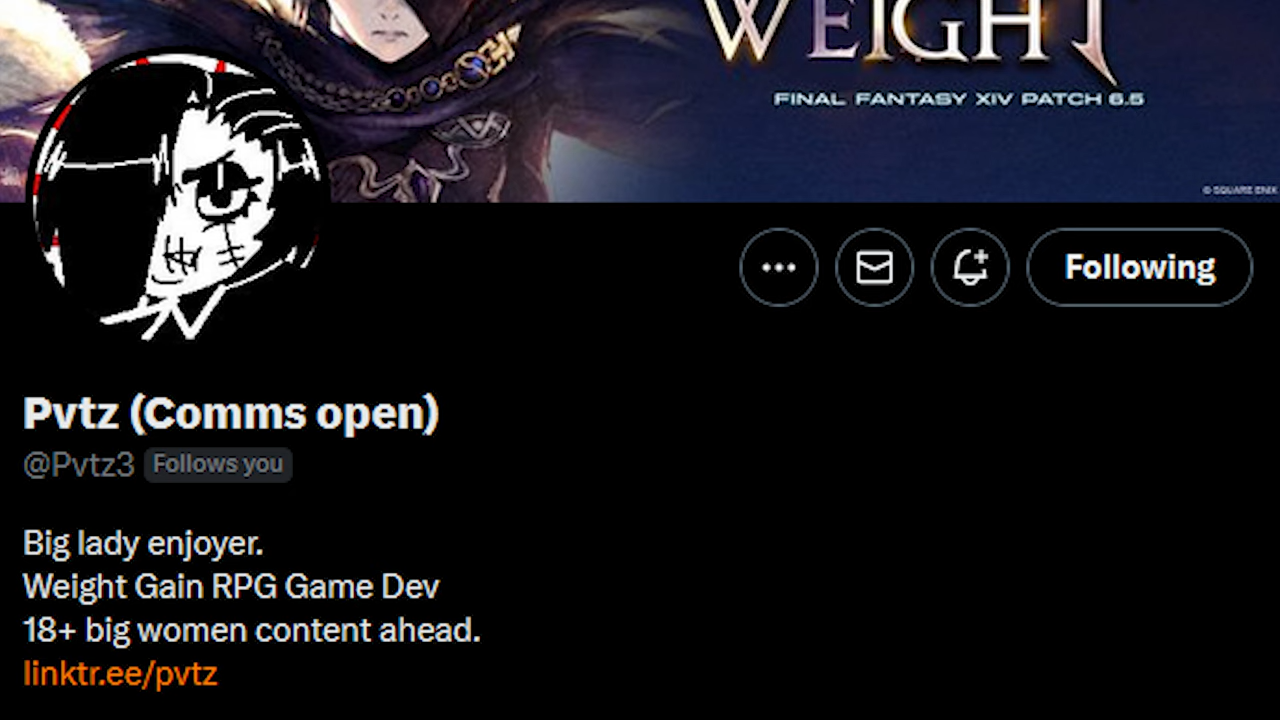 WEIGHT
FINAL FANTASY XIV PATCH 6.5
© SQUARE ENIX
Following
Pvtz (Comms open)
@Pvtz3 Follows you
Big lady enjoyer.
Weight Gain RPG Game Dev
18+ big women content ahead.
linktr.ee/pvtz